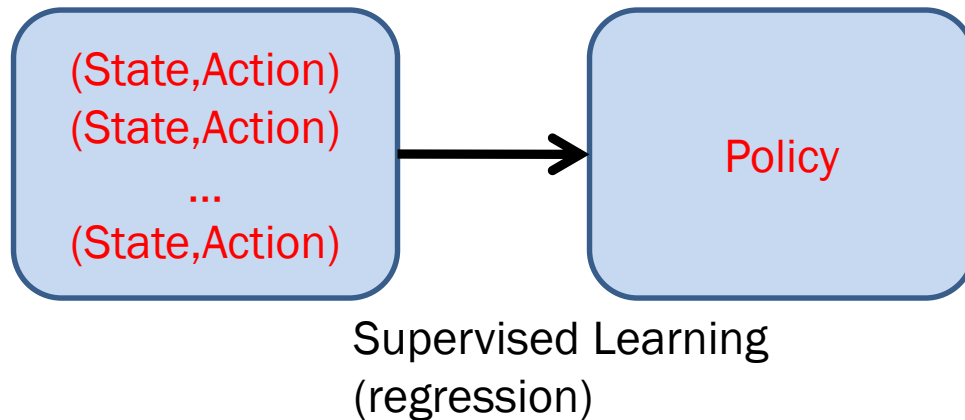 (State,Action)
(State,Action)
...
(State,Action)
Policy
Supervised Learning
(regression)